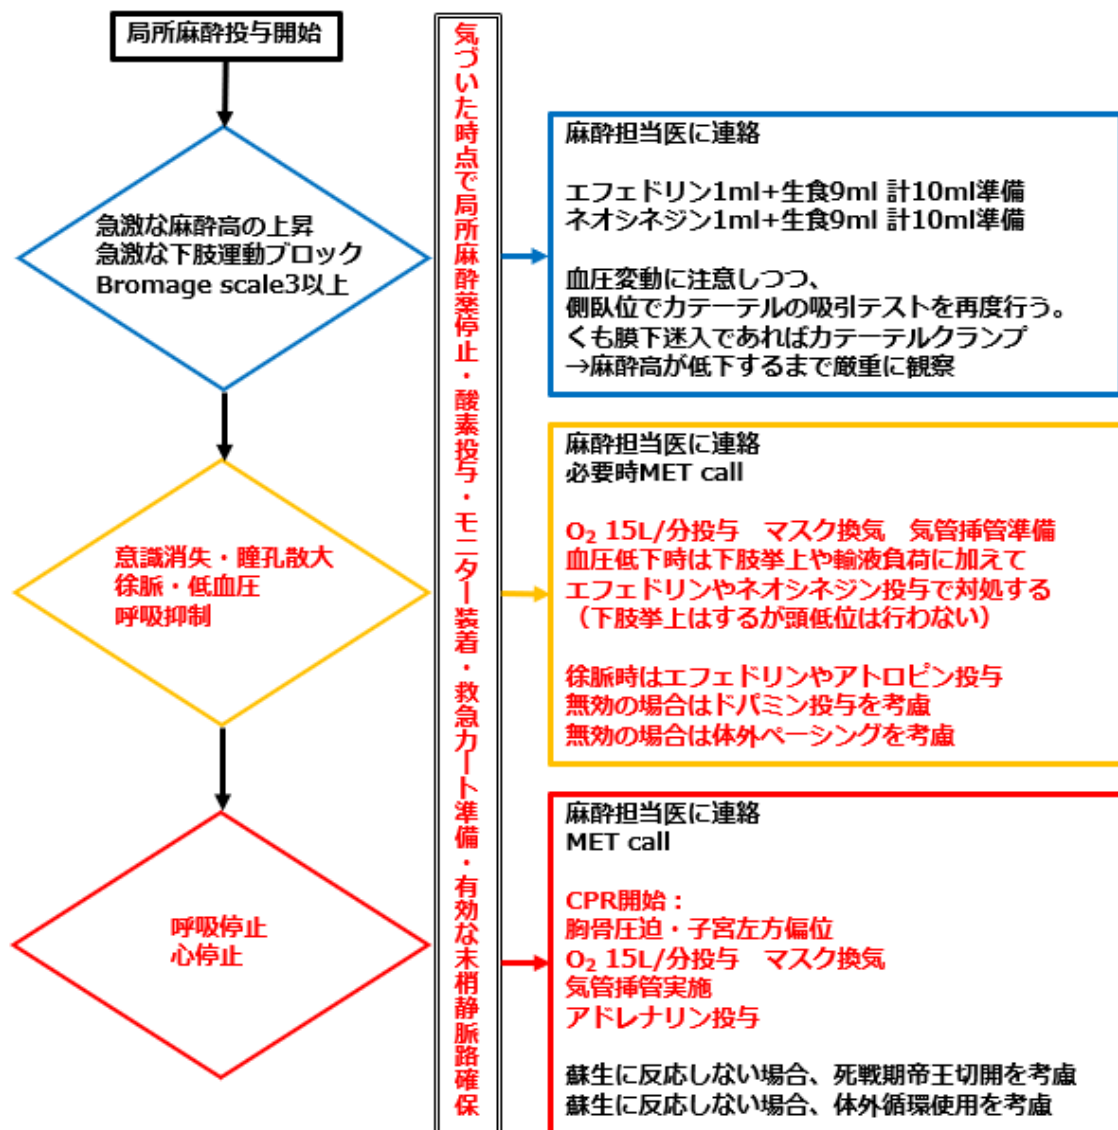 局所麻酔投与開始
急激な麻酔高の上昇
急激な下肢運動ブロック
Bromage scale3以上
意識消失・瞳孔散大
徐脈・低血圧
呼吸抑制
呼吸停止
心停止
気づいた時点で局所麻酔薬停止・酸素投与・モニター装着・救急カート準備・有効な末梢静脈路確保
麻酔担当医に連絡
エフェドリン1ml+生食9ml 計10ml準備
ネオシネジン1ml+生食9ml 計10ml準備
血圧変動に注意しつつ、
側臥位でカテーテルの吸引テストを再度行う。
くも膜下迷入であればカテーテルクランプ
→麻酔高が低下するまで厳重に観察
麻酔担当医に連絡
必要時MET call
O₂ 15L/分投与　マスク換気　気管挿管準備
血圧低下時は下肢挙上や輸液負荷に加えて
エフェドリンやネオシネジン投与で対処する
（下肢挙上はするが頭低位は行わない）
徐脈時はエフェドリンやアトロピン投与
無効の場合はドパミン投与を考慮
無効の場合は体外ペーシングを考慮
麻酔担当医に連絡
MET call
CPR開始：
胸骨圧迫・子宮左方偏位
O₂ 15L/分投与　マスク換気
気管挿管実施
アドレナリン投与
蘇生に反応しない場合、死戦期帝王切開を考慮
蘇生に反応しない場合、体外循環使用を考慮